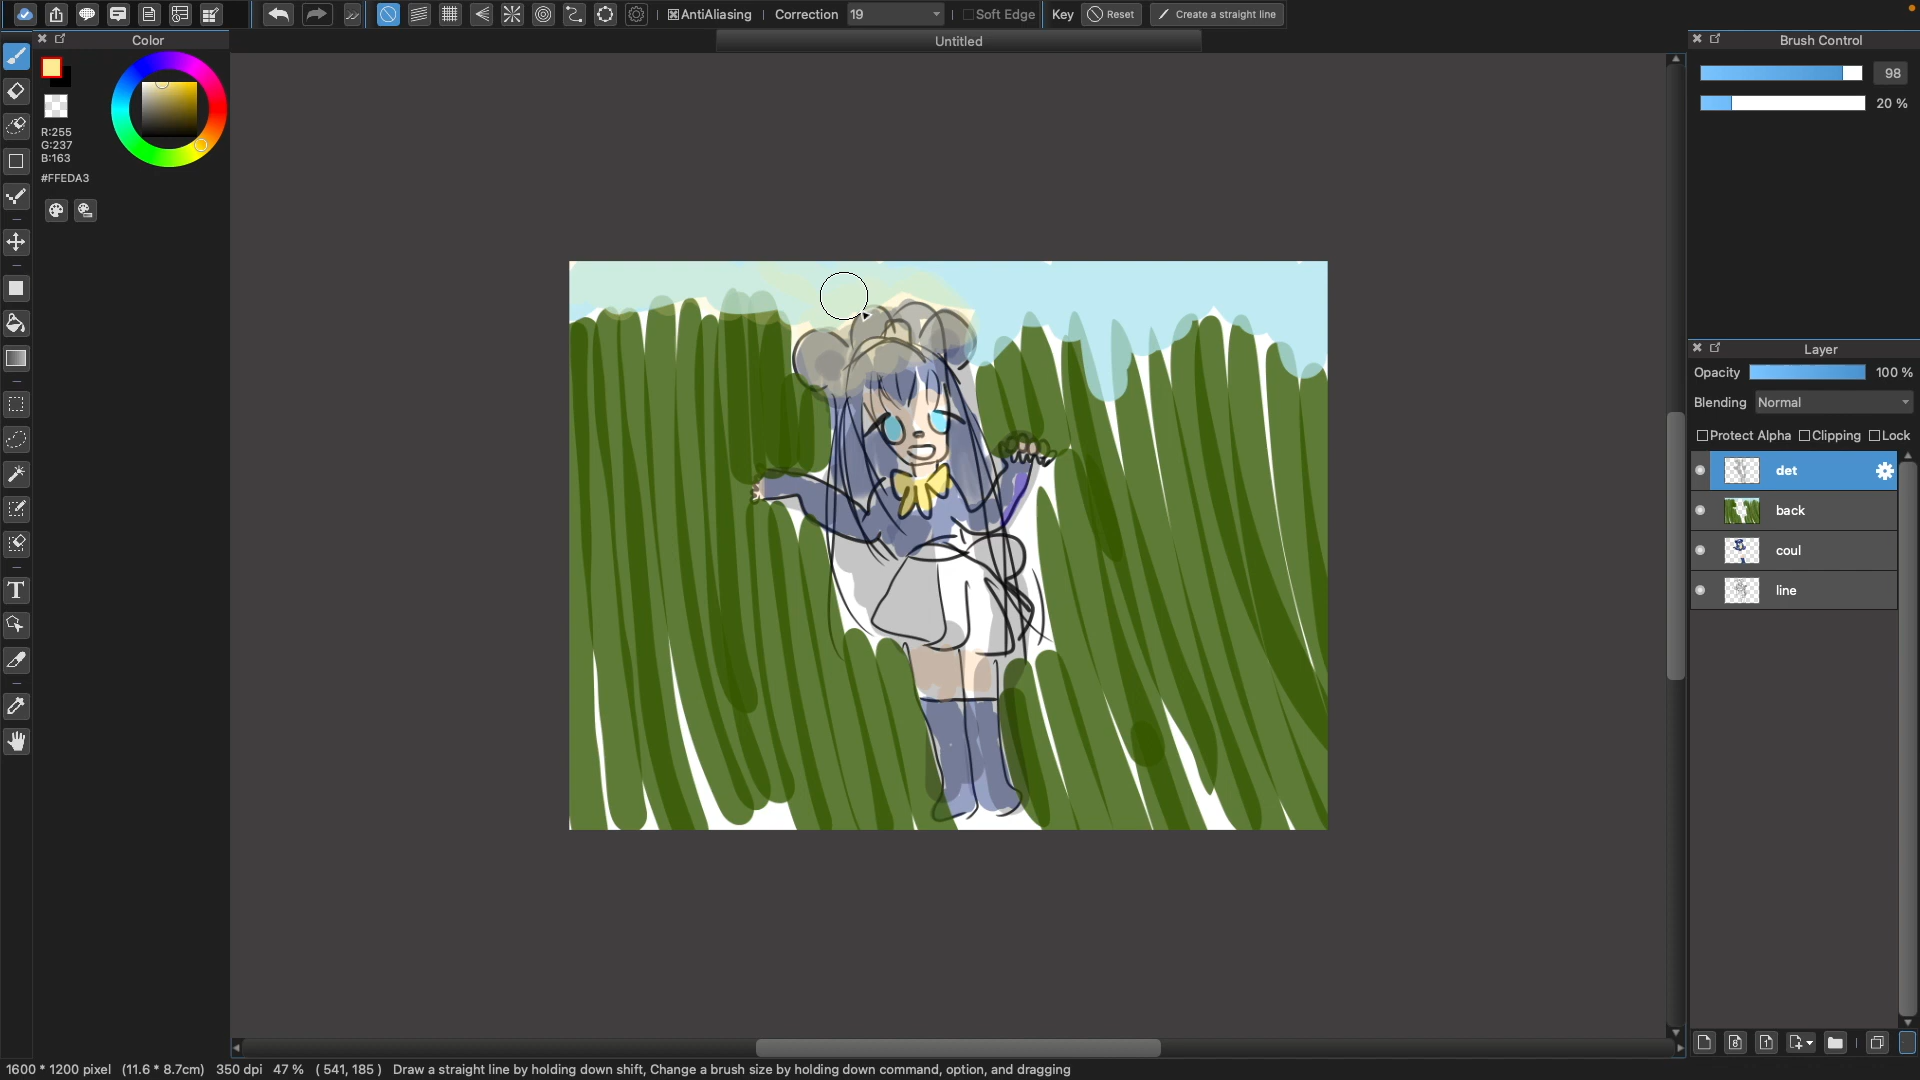 AntiAliasing
Correction 19
Soft Edge
Key
Reset
Create a straight line
Color
Untitled
Brush Control
R:255
G:237
B:163
#FFEDA3
98
20 %
Layer
Opacity 100 %
Blending Normal
Protect Alpha
Clipping
Lock
det
back
coul
line
T
8
1
1600 * 1200 pixel (11.6 * 8.7cm) 350 dpi 47 % ( 541, 185 ) Draw a straight line by holding down shift, Change a brush size by holding down command, option, and dragging